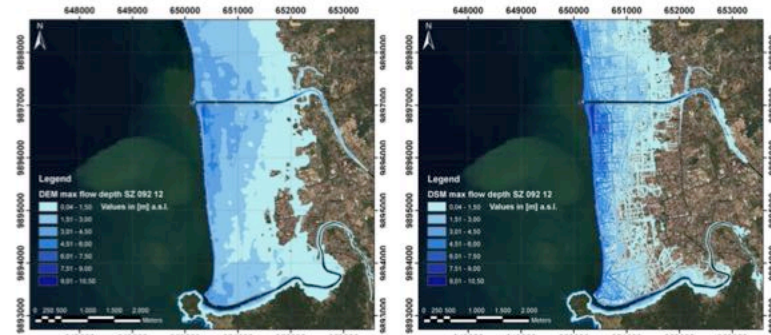 648000 649000 650000 651000 652000 653000
648000 649000 650000 651000 652000 653000
N
9898000
9897000
9896000
9895000
9894000
9893000
Legend
DEM max flow depth SZ 092 12
0,04 - 1,50 Values in [m] a.s.l.
1,51 - 3,00
3,01 - 4,50
4,51 - 6,00
6,01 - 7,50
7,51 - 9,00
9,01 - 10,50
0 250 500 1.000 1.500 2.000
Meters
648000 649000 650000 651000 652000 653000
N
9898000
9897000
9896000
9895000
9894000
9893000
Legend
DSM max flow depth SZ 092 12
0,04 - 1,50 Values in [m] a.s.l.
1,51 - 3,00
3,01 - 4,50
4,51 - 6,00
6,01 - 7,50
7,51 - 9,00
9,01 - 10,50
0 250 500 1.000 1.500 2.000
Meters